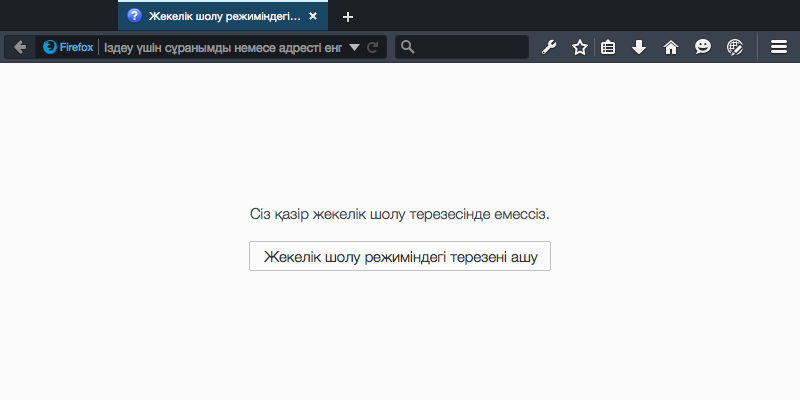 Жекелік шолу режиміндегі...
Firefox
Іздеу үшін сұранымды немесе адресті енг
Сіз қазір жекелік шолу терезесінде емессіз.
Жекелік шолу режиміндегі терезені ашу